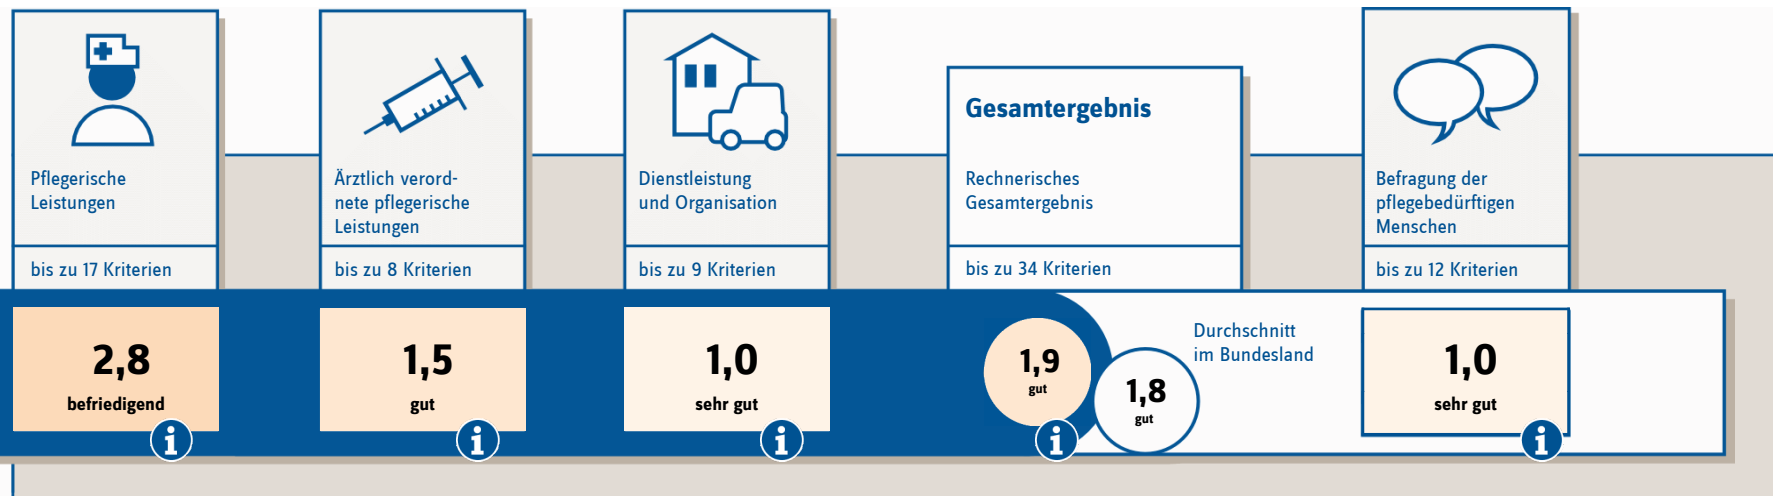 Pflegerische
Leistungen
bis zu 17 Kriterien
2,8
befriedigend
i
Ärztlich verord-
nete pflegerische
Leistungen
bis zu 8 Kriterien
1,5
gut
i
Dienstleistung
und Organisation
bis zu 9 Kriterien
1,0
sehr gut
i
Gesamtergebnis
Rechnerisches
Gesamtergebnis
bis zu 34 Kriterien
1,9
gut
i
Durchschnitt
im Bundesland
1,8
gut
Befragung der
pflegebedürftigen
Menschen
bis zu 12 Kriterien
1,0
sehr gut
i